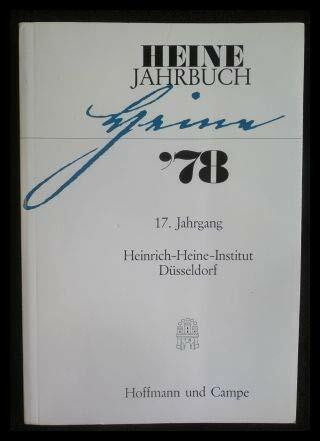 HEINE
JAHRBUCH
Heine
'78
17. Jahrgang
Heinrich-Heine-Institut
Düsseldorf
Hoffmann und Campe